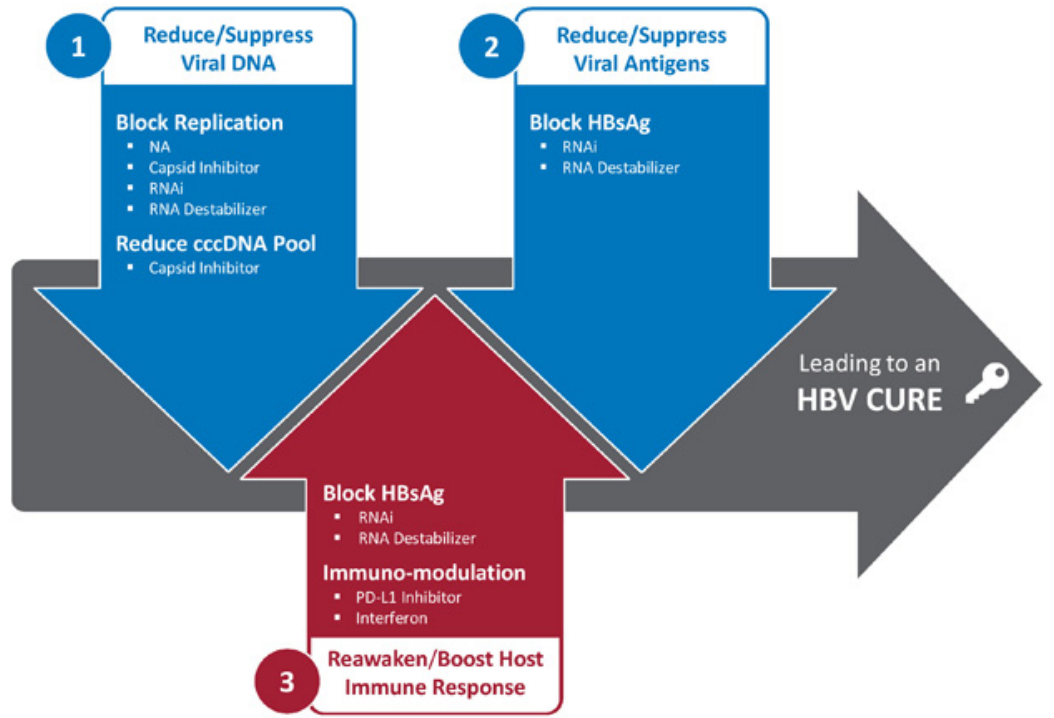 1
Reduce/Suppress
Viral DNA
Block Replication
▪ NA
▪ Capsid Inhibitor
▪ RNAi
▪ RNA Destabilizer
Reduce cccDNA Pool
▪ Capsid Inhibitor
2
Reduce/Suppress
Viral Antigens
Block HBsAg
▪ RNAi
▪ RNA Destabilizer
Leading to an
HBV CURE
Block HBsAg
▪ RNAi
▪ RNA Destabilizer
Immuno-modulation
▪ PD-L1 Inhibitor
▪ Interferon
3
Reawaken/Boost Host
Immune Response